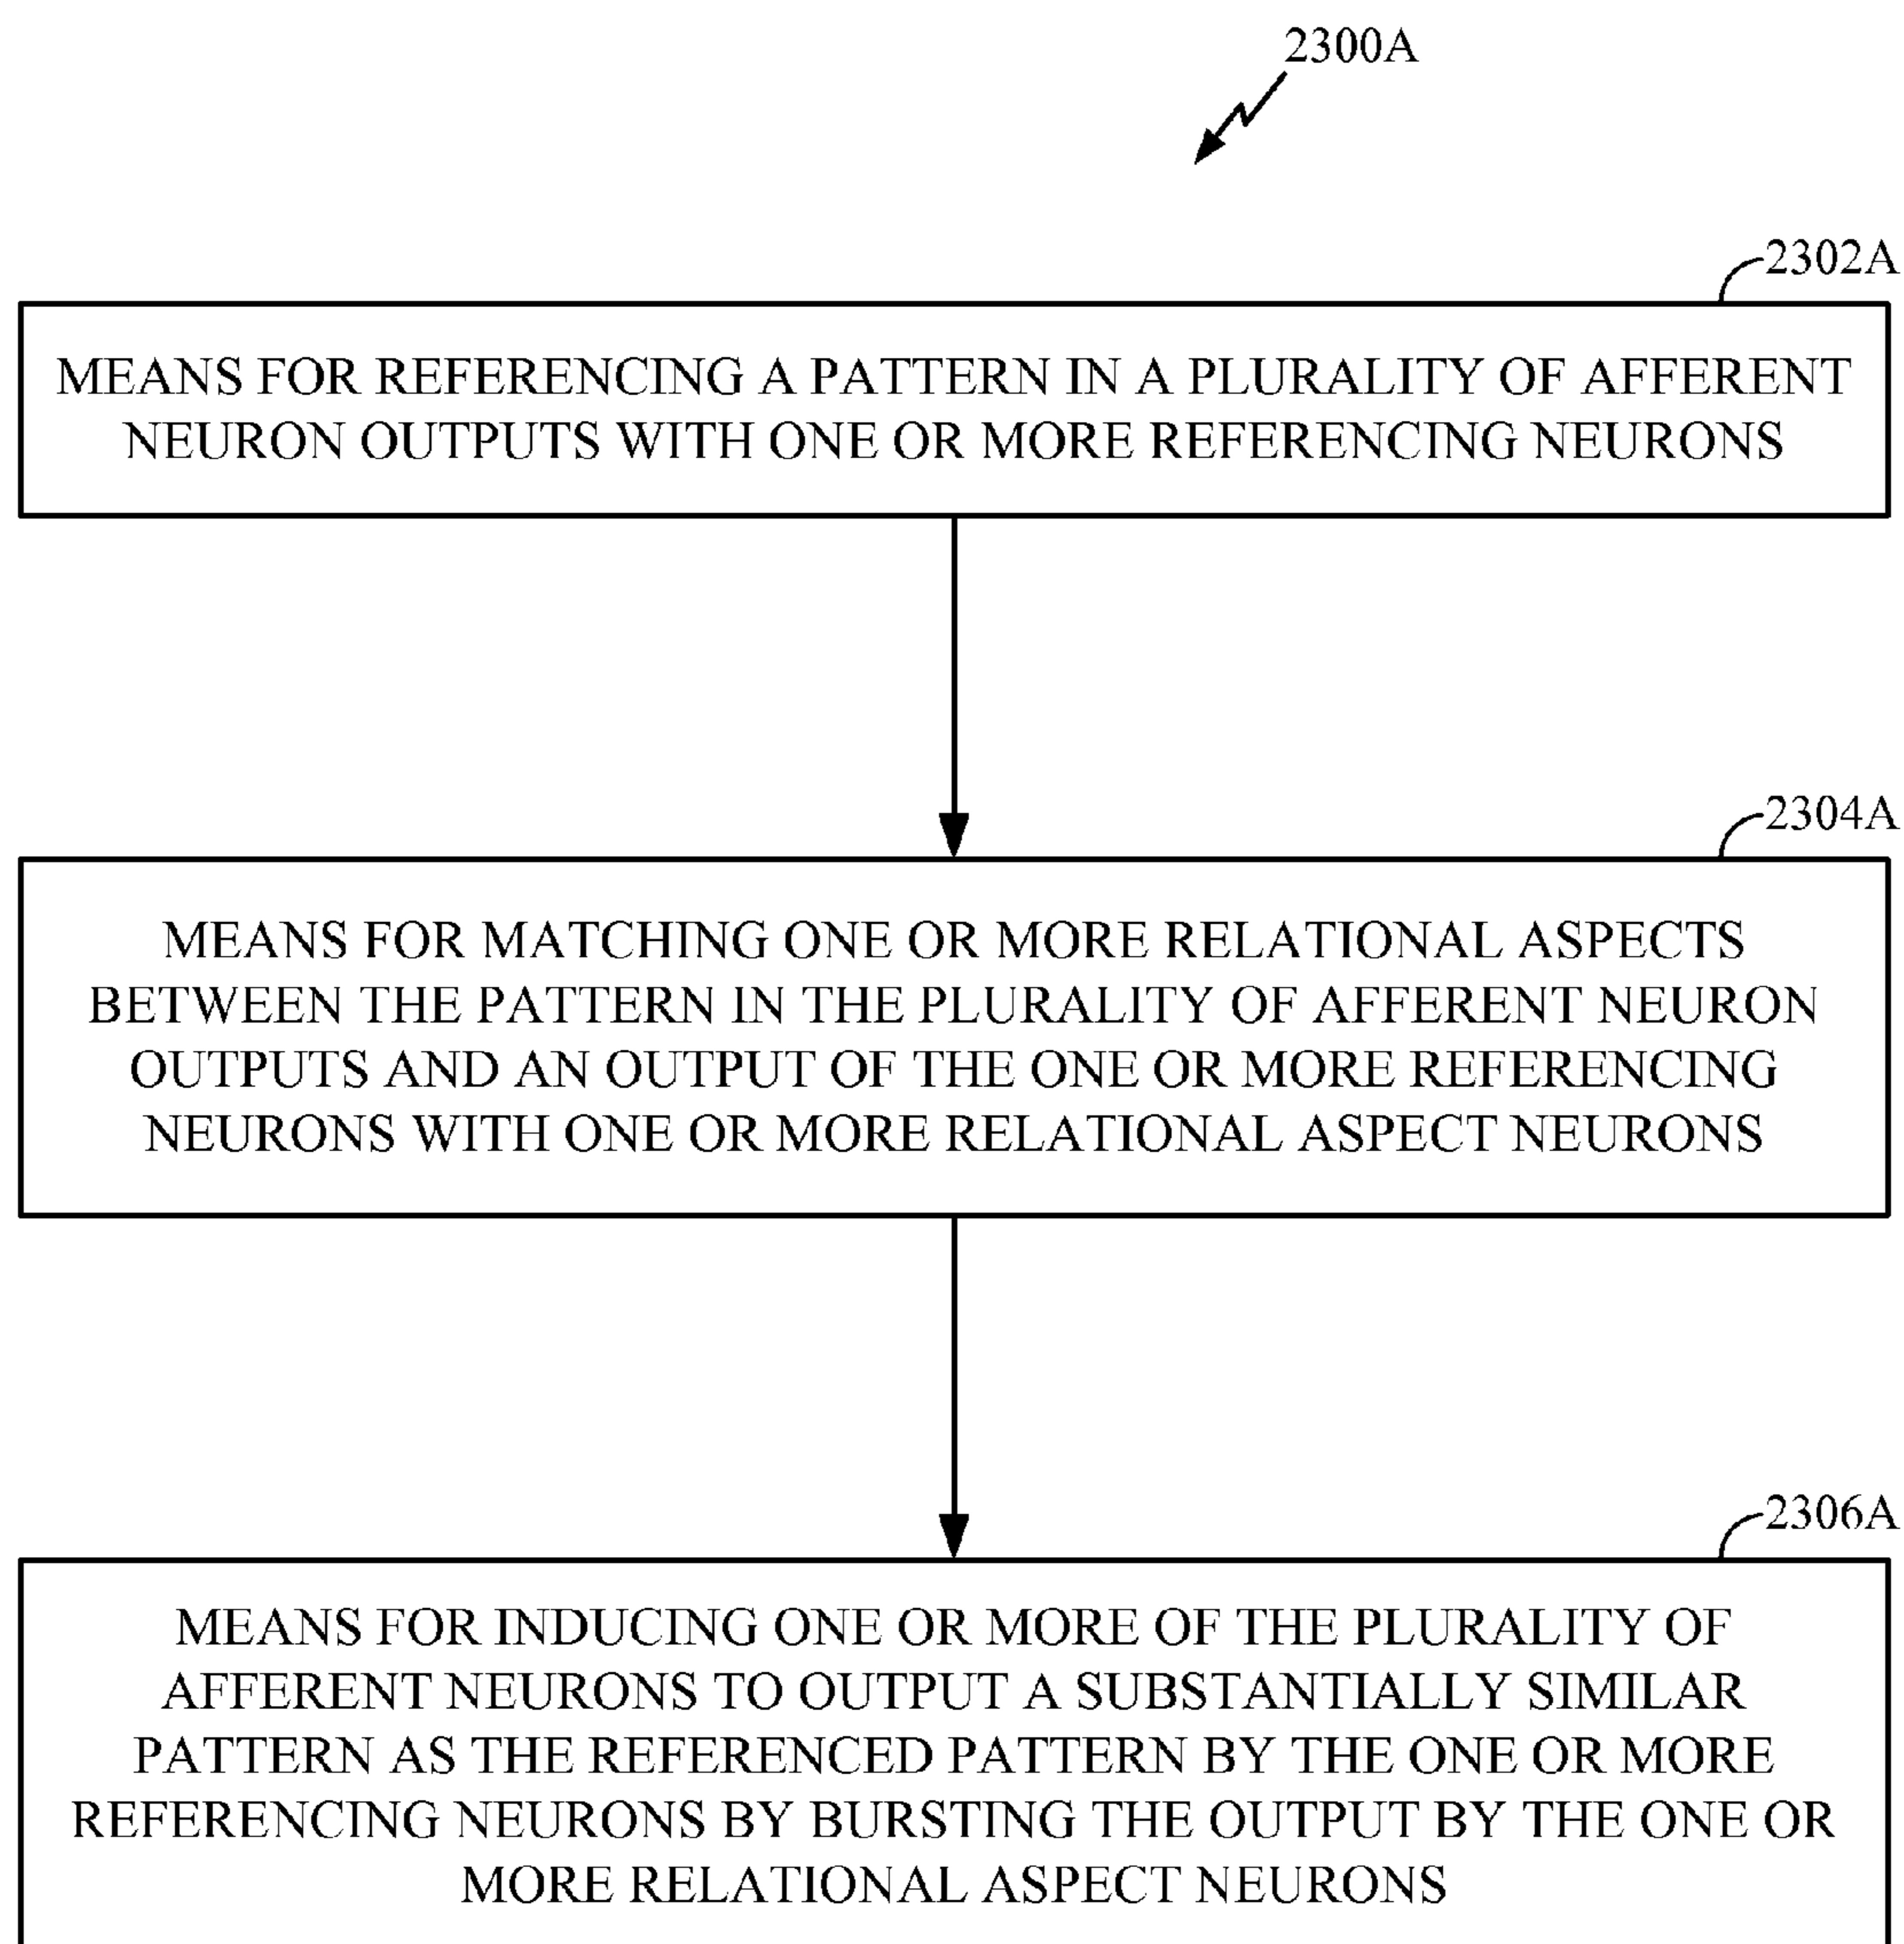 2300A
2302A
MEANS FOR REFERENCING A PATTERN IN A PLURALITY OF AFFERENT
NEURON OUTPUTS WITH ONE OR MORE REFERENCING NEURONS
2304A
MEANS FOR MATCHING ONE OR MORE RELATIONAL ASPECTS
BETWEEN THE PATTERN IN THE PLURALITY OF AFFERENT NEURON
OUTPUTS AND AN OUTPUT OF THE ONE OR MORE REFERENCING
NEURONS WITH ONE OR MORE RELATIONAL ASPECT NEURONS
2306A
MEANS FOR INDUCING ONE OR MORE OF THE PLURALITY OF
AFFERENT NEURONS TO OUTPUT A SUBSTANTIALLY SIMILAR
PATTERN AS THE REFERENCED PATTERN BY THE ONE OR MORE
REFERENCING NEURONS BY BURSTING THE OUTPUT BY THE ONE OR
MORE RELATIONAL ASPECT NEURONS